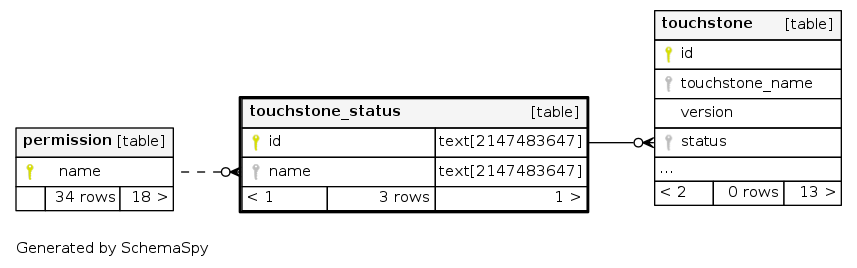 touchstone [table]
id
touchstone_name
version
status
...
< 2 0 rows 13 >
touchstone_status [table]
id text[2147483647]
name text[2147483647]
< 1 3 rows 1 >
permission [table]
name
34 rows 18 >
Generated by SchemaSpy